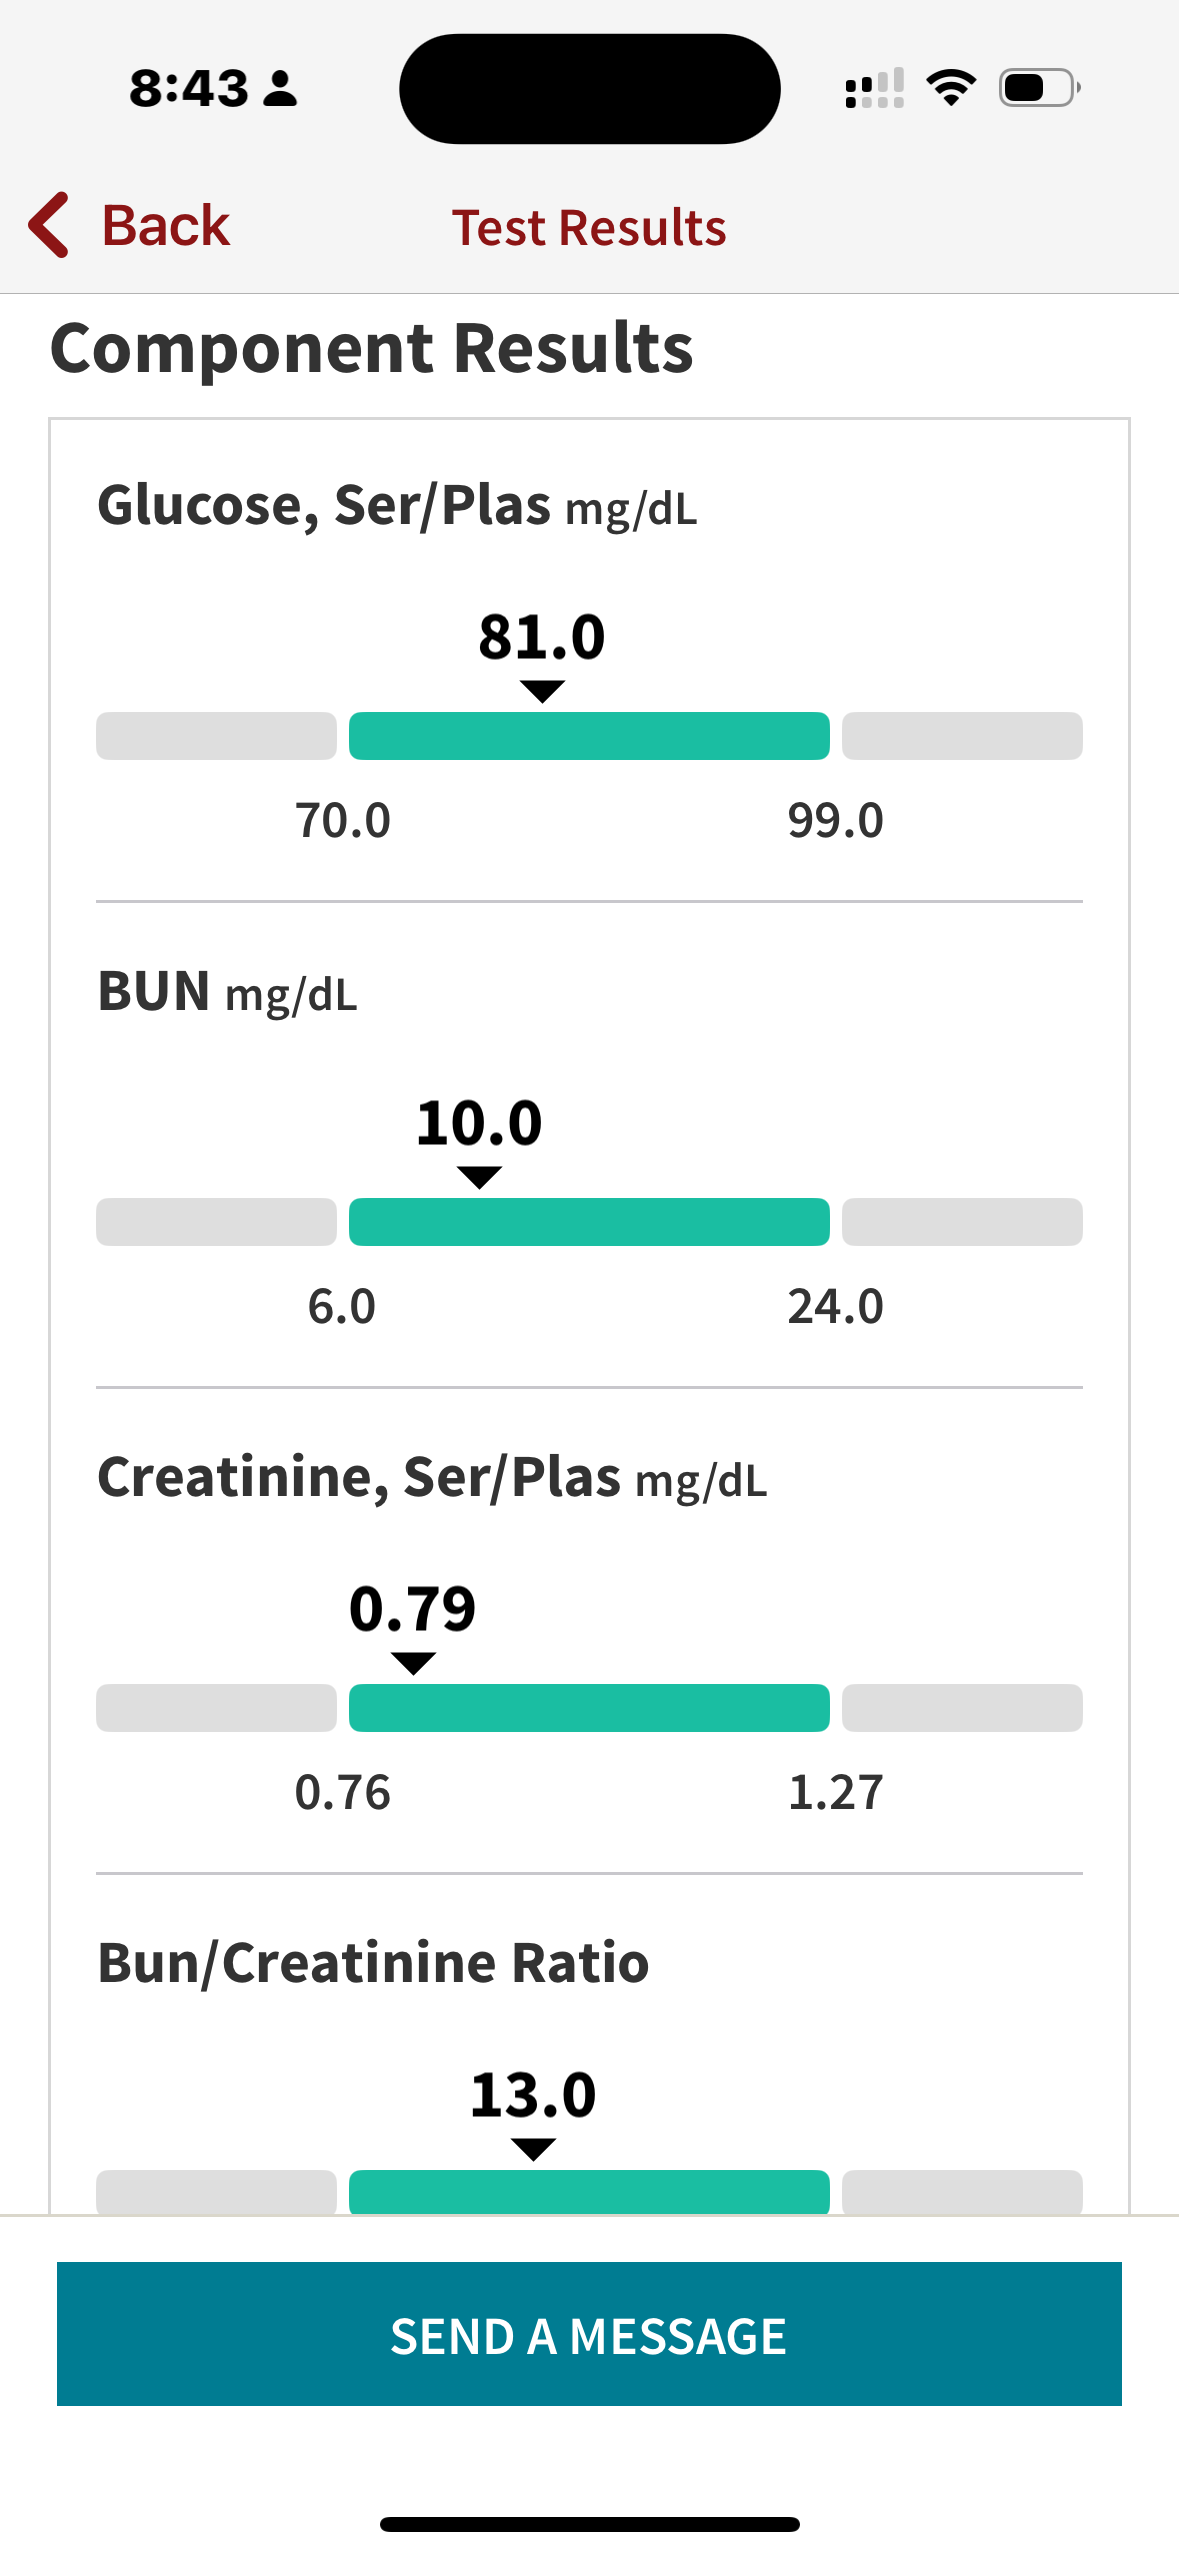 8:43
Back
Test Results
Component Results
Glucose, Ser/Plas mg/dL
81.0
70.0 99.0
BUN mg/dL
10.0
6.0 24.0
Creatinine, Ser/Plas mg/dL
0.79
0.76 1.27
Bun/Creatinine Ratio
13.0
SEND A MESSAGE